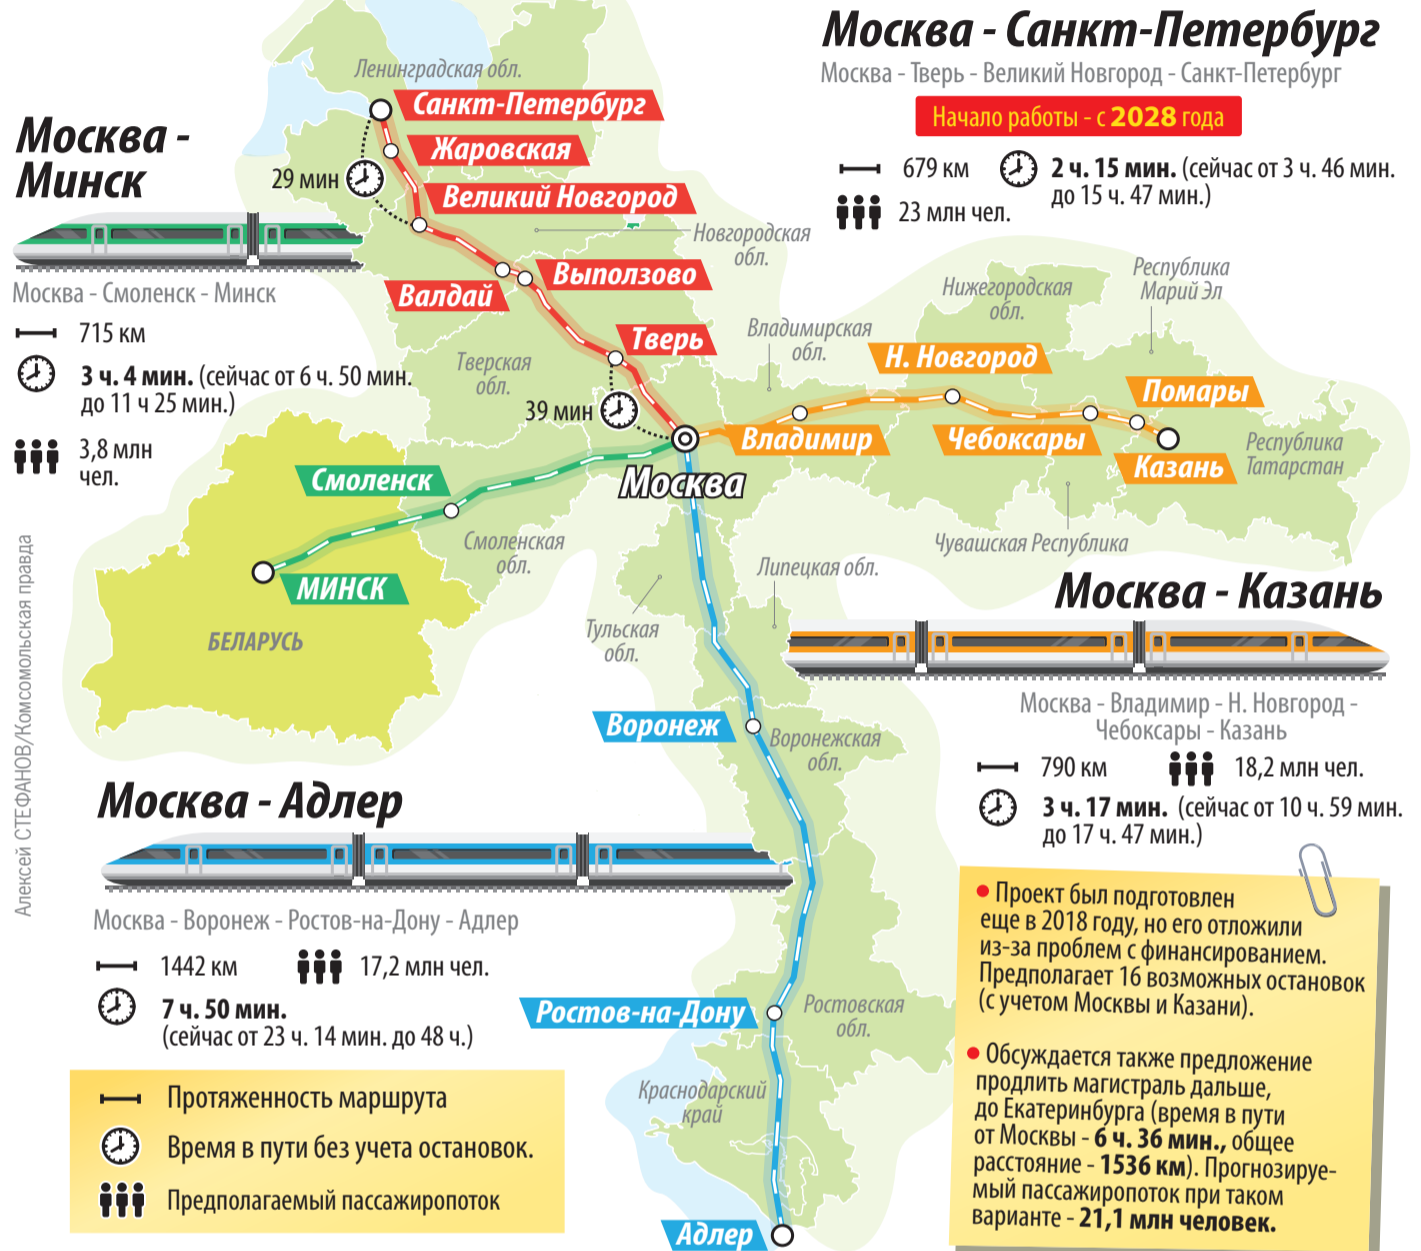 Москва - Санкт-Петербург
Москва - Тверь - Великий Новгород - Санкт-Петербург
Начало работы - с 2028 года
679 км
2 ч. 15 мин. (сейчас от 3 ч. 46 мин.
до 15 ч. 47 мин.)
23 млн чел.
Москва -
Минск
Москва - Смоленск - Минск
715 км
3 ч. 4 мин. (сейчас от 6 ч. 50 мин.
до 11 ч 25 мин.)
3,8 млн
чел.
Ленинградская обл.
Санкт-Петербург
Жаровская
29 мин
Великий Новгород
Новгородская
обл.
Выползово
Валдай
Тверь
Тверская
обл.
39 мин
Москва
Владимирская
обл.
Нижегородская
обл.
Республика
Марий Эл
Н. Новгород
Помары
Владимир
Чебоксары
Казань
Республика
Татарстан
Чувашская Республика
Смоленск
Смоленская
обл.
МИНСК
БЕЛАРУСЬ
Тульская
обл.
Липецкая обл.
Москва - Казань
Москва - Владимир - Н. Новгород -
Чебоксары - Казань
790 км
18,2 млн чел.
3 ч. 17 мин. (сейчас от 10 ч. 59 мин.
до 17 ч. 47 мин.)
Воронеж
Воронежская
обл.
Москва - Адлер
Москва - Воронеж - Ростов-на-Дону - Адлер
1442 км
17,2 млн чел.
7 ч. 50 мин.
(сейчас от 23 ч. 14 мин. до 48 ч.)
Ростов-на-Дону
Ростовская
обл.
Краснодарский
край
Адлер
Протяженность маршрута
Время в пути без учета остановок.
Предполагаемый пассажиропоток
• Проект был подготовлен
еще в 2018 году, но его отложили
из-за проблем с финансированием.
Предполагает 16 возможных остановок
(с учетом Москвы и Казани).
• Обсуждается также предложение
продлить магистраль дальше,
до Екатеринбурга (время в пути
от Москвы - 6 ч. 36 мин., общее
расстояние - 1536 км). Прогнозируе-
мый пассажиропоток при таком
варианте - 21,1 млн человек.
Алексей СТЕФАНОВ/Комсомольская правда